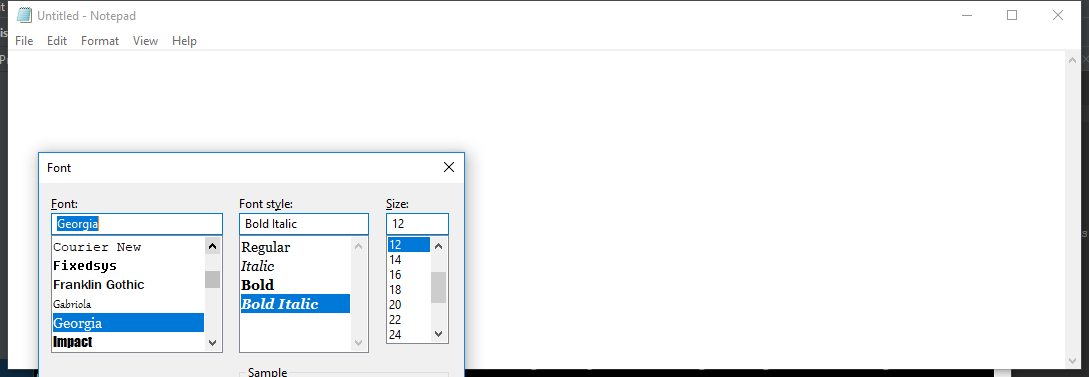 Untitled - Notepad
File Edit Format View Help
Font
Font: Font style: Size:
Georgia Bold Italic 12
Courier New
Fixedsys
Franklin Gothic
Gabriola
Georgia
Impact
Regular
Italic
Bold
Bold Italic
12
14
16
18
20
22
24
Sample